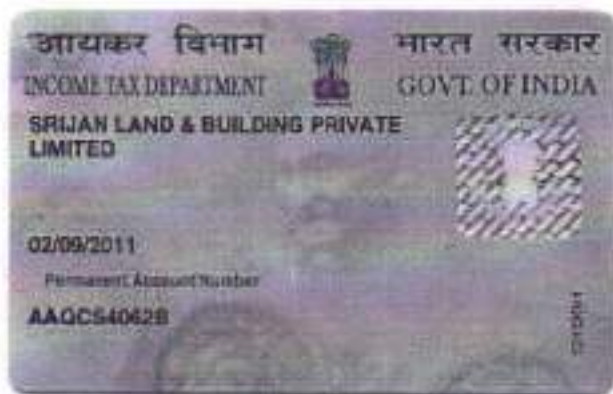 आयकर विभाग
भारत सरकार
INCOME TAX DEPARTMENT
GOVT. OF INDIA
SRIJAN LAND & BUILDING PRIVATE
LIMITED
02/09/2011
Permanent Account Number
AAQCS4062B